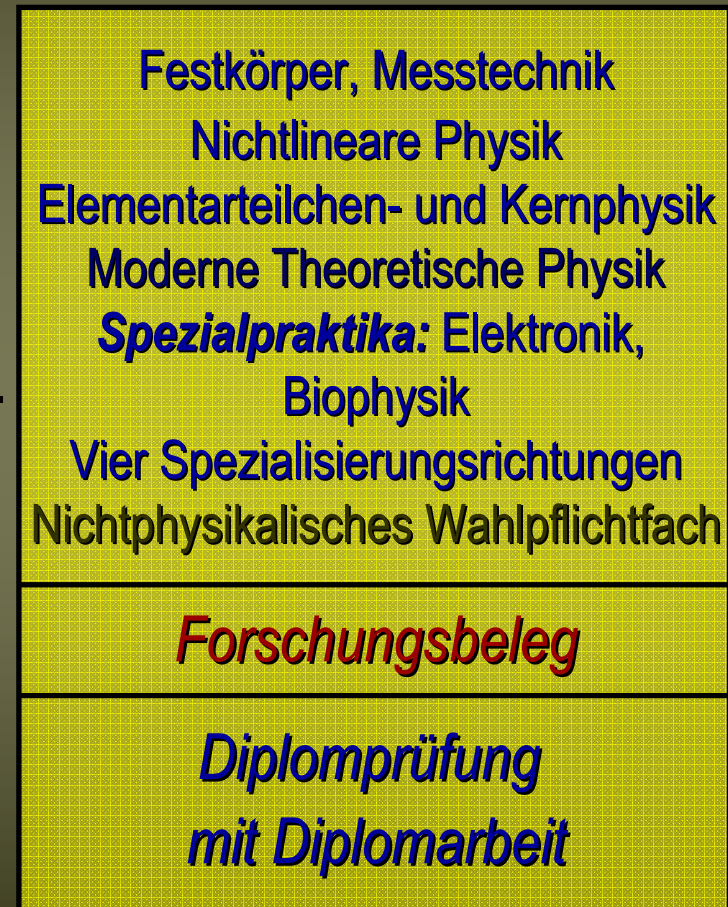 Festkörper, Messtechnik
Nichtlineare Physik
Elementarteilchen- und Kernphysik
Moderne Theoretische Physik
Spezialpraktika: Elektronik,
Biophysik
Vier Spezialisierungsrichtungen
Nichtphysikalisches Wahlpflichtfach
Forschungsbeleg
Diplomprüfung
mit Diplomarbeit